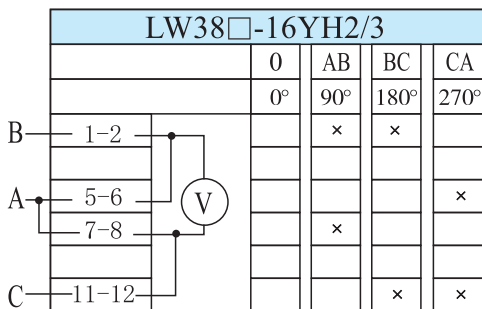 LW38□-16YH2/3
0 AB BC CA
0° 90° 180° 270°
B 1-2 × ×
A 5-6 V ×
7-8 ×
C 11-12 × ×